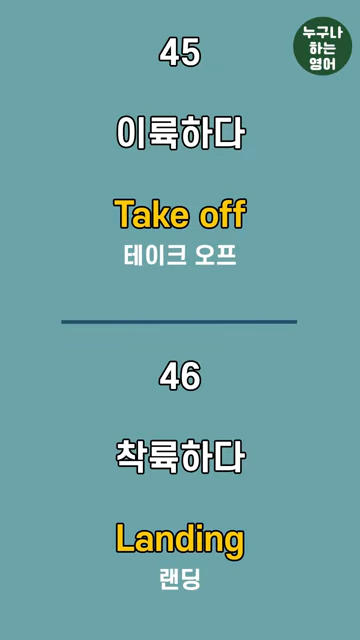 45
누구나
하는
영어
이륙하다
Take off
테이크 오프
46
착륙하다
Landing
랜딩